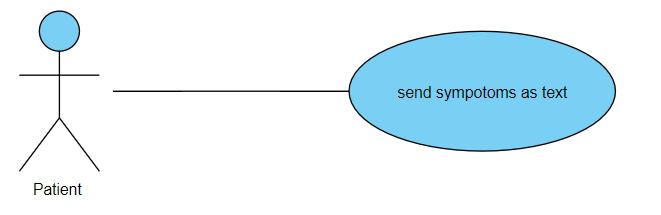 send sympotoms as text
Patient